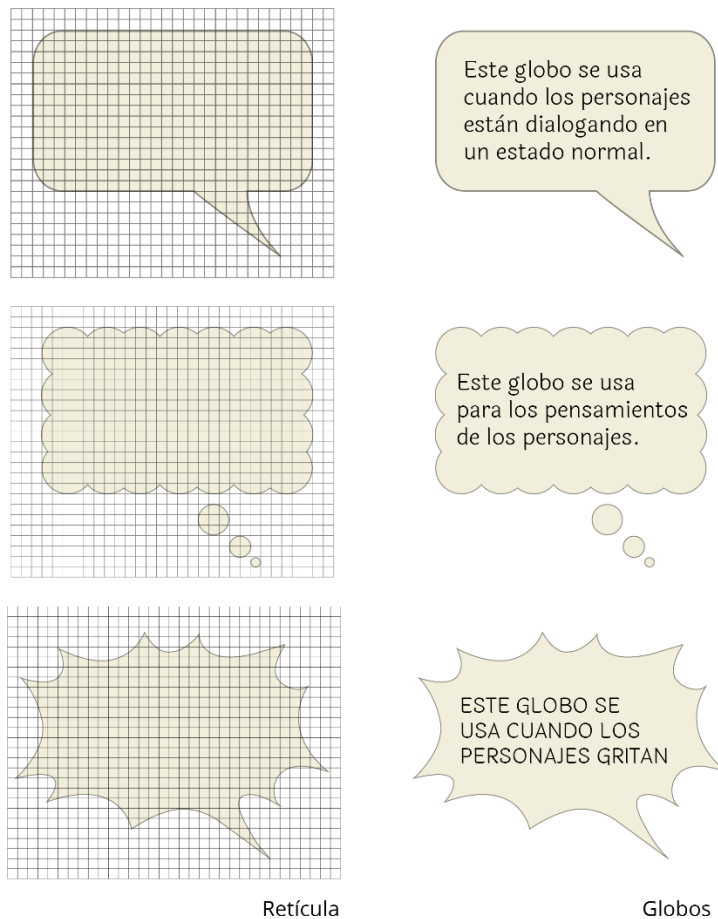 Este globo se usa
cuando los personajes
están dialogando en
un estado normal.
Este globo se usa
para los pensamientos
de los personajes.
ESTE GLOBO SE
USA CUANDO LOS
PERSONAJES GRITAN
Retícula
Globos